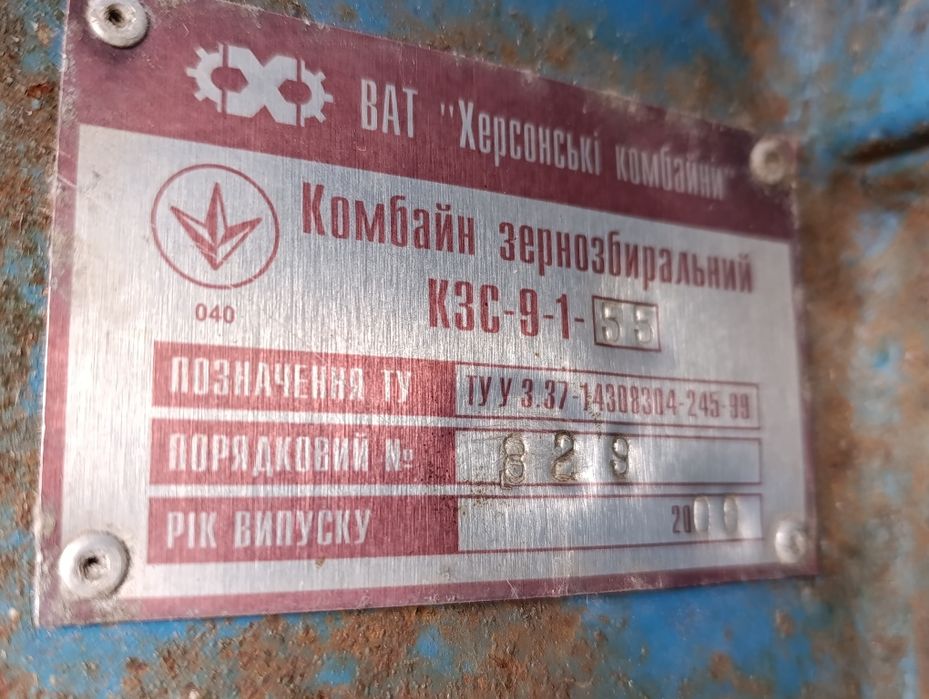 ВАТ "Херсонські комбайни"
Комбайн зернозбиральний
040
КЗС-9-1-55
ПОЗНАЧЕННЯ ТУ ТУ У 3.37-14308304-245-99
ПОРЯДКОВИЙ № 829
РІК ВИПУСКУ